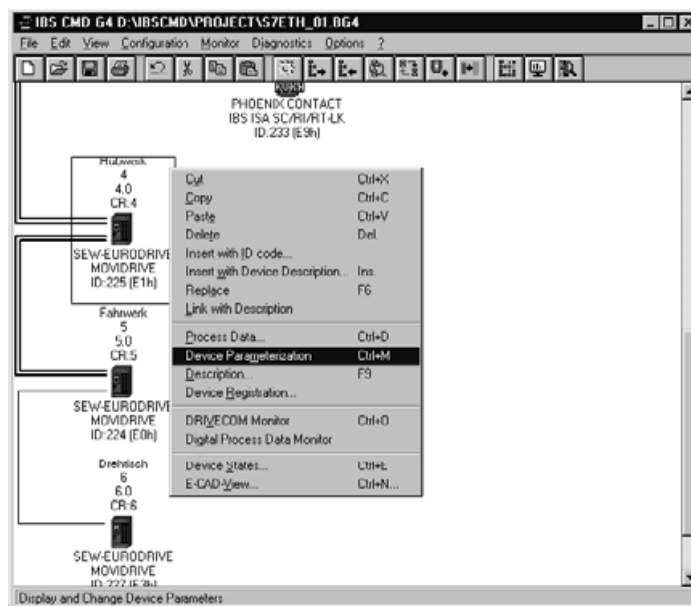 IBS CMD G4 D:\IBSCMD\PROJECT\S7ETH_01.BG4
File Edit View Configuration Monitor Diagnostics Options ?
PHOENIX CONTACT
IBS ISA SC/RI/RT-LK
ID:233 (E9h)
Hubwerk
4
4.0
CR:4
SEW-EURODRIVE
MOVIDRIVE
ID:225 (E1h)
Fahrwerk
5
5.0
CR:5
SEW-EURODRIVE
MOVIDRIVE
ID:224 (E0h)
Drehtisch
6
6.0
CR:6
SEW-EURODRIVE
MOVIDRIVE
ID:227 (E3h)
Cut Ctrl+X
Copy Ctrl+C
Paste Ctrl+V
Delete Del
Insert with ID code...
Insert with Device Description... Ins.
Replace F6
Link with Description
Process Data... Ctrl+D
Device Parameterization Ctrl+M
Description... F9
Device Registration...
DRIVECOM Monitor Ctrl+O
Digital Process Data Monitor
Device States... Ctrl+E
E-CAD-View... Ctrl+N...
Display and Change Device Parameters